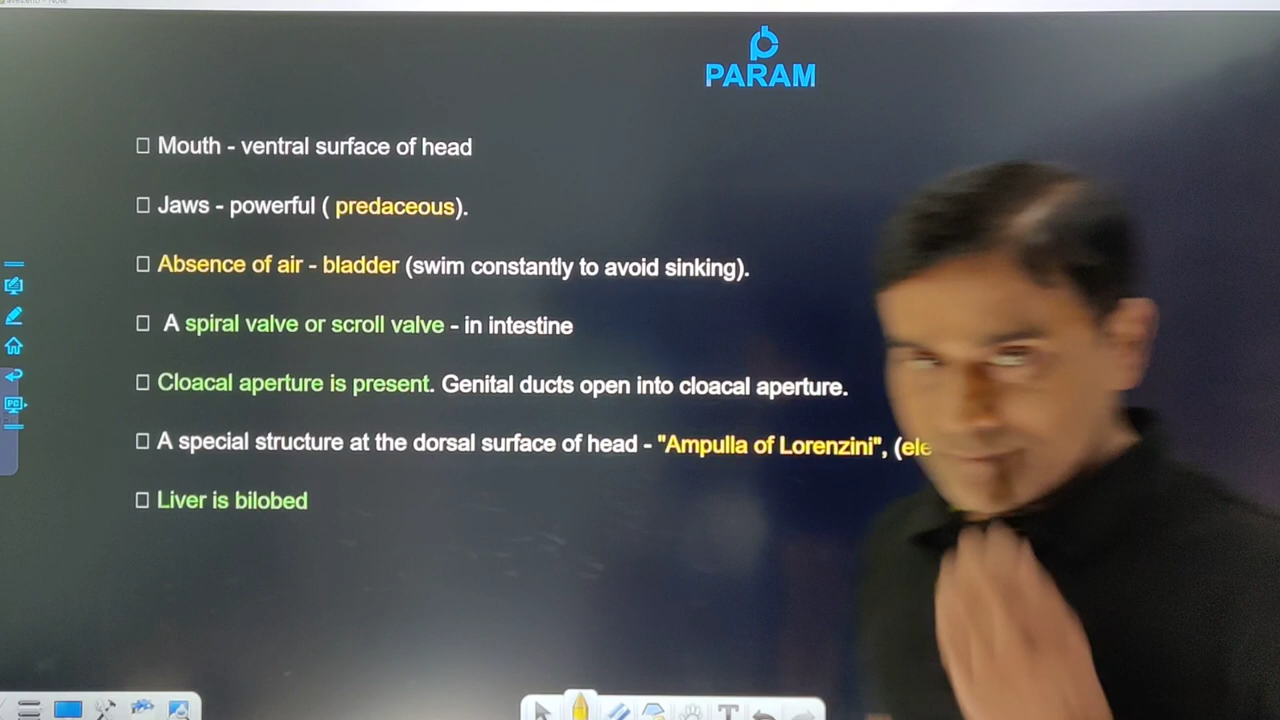 PARAM
Mouth - ventral surface of head
Jaws - powerful ( predaceous).
Absence of air - bladder (swim constantly to avoid sinking).
A spiral valve or scroll valve - in intestine
Cloacal aperture is present. Genital ducts open into cloacal aperture.
A special structure at the dorsal surface of head - "Ampulla of Lorenzini", (ele
Liver is bilobed
PC
T